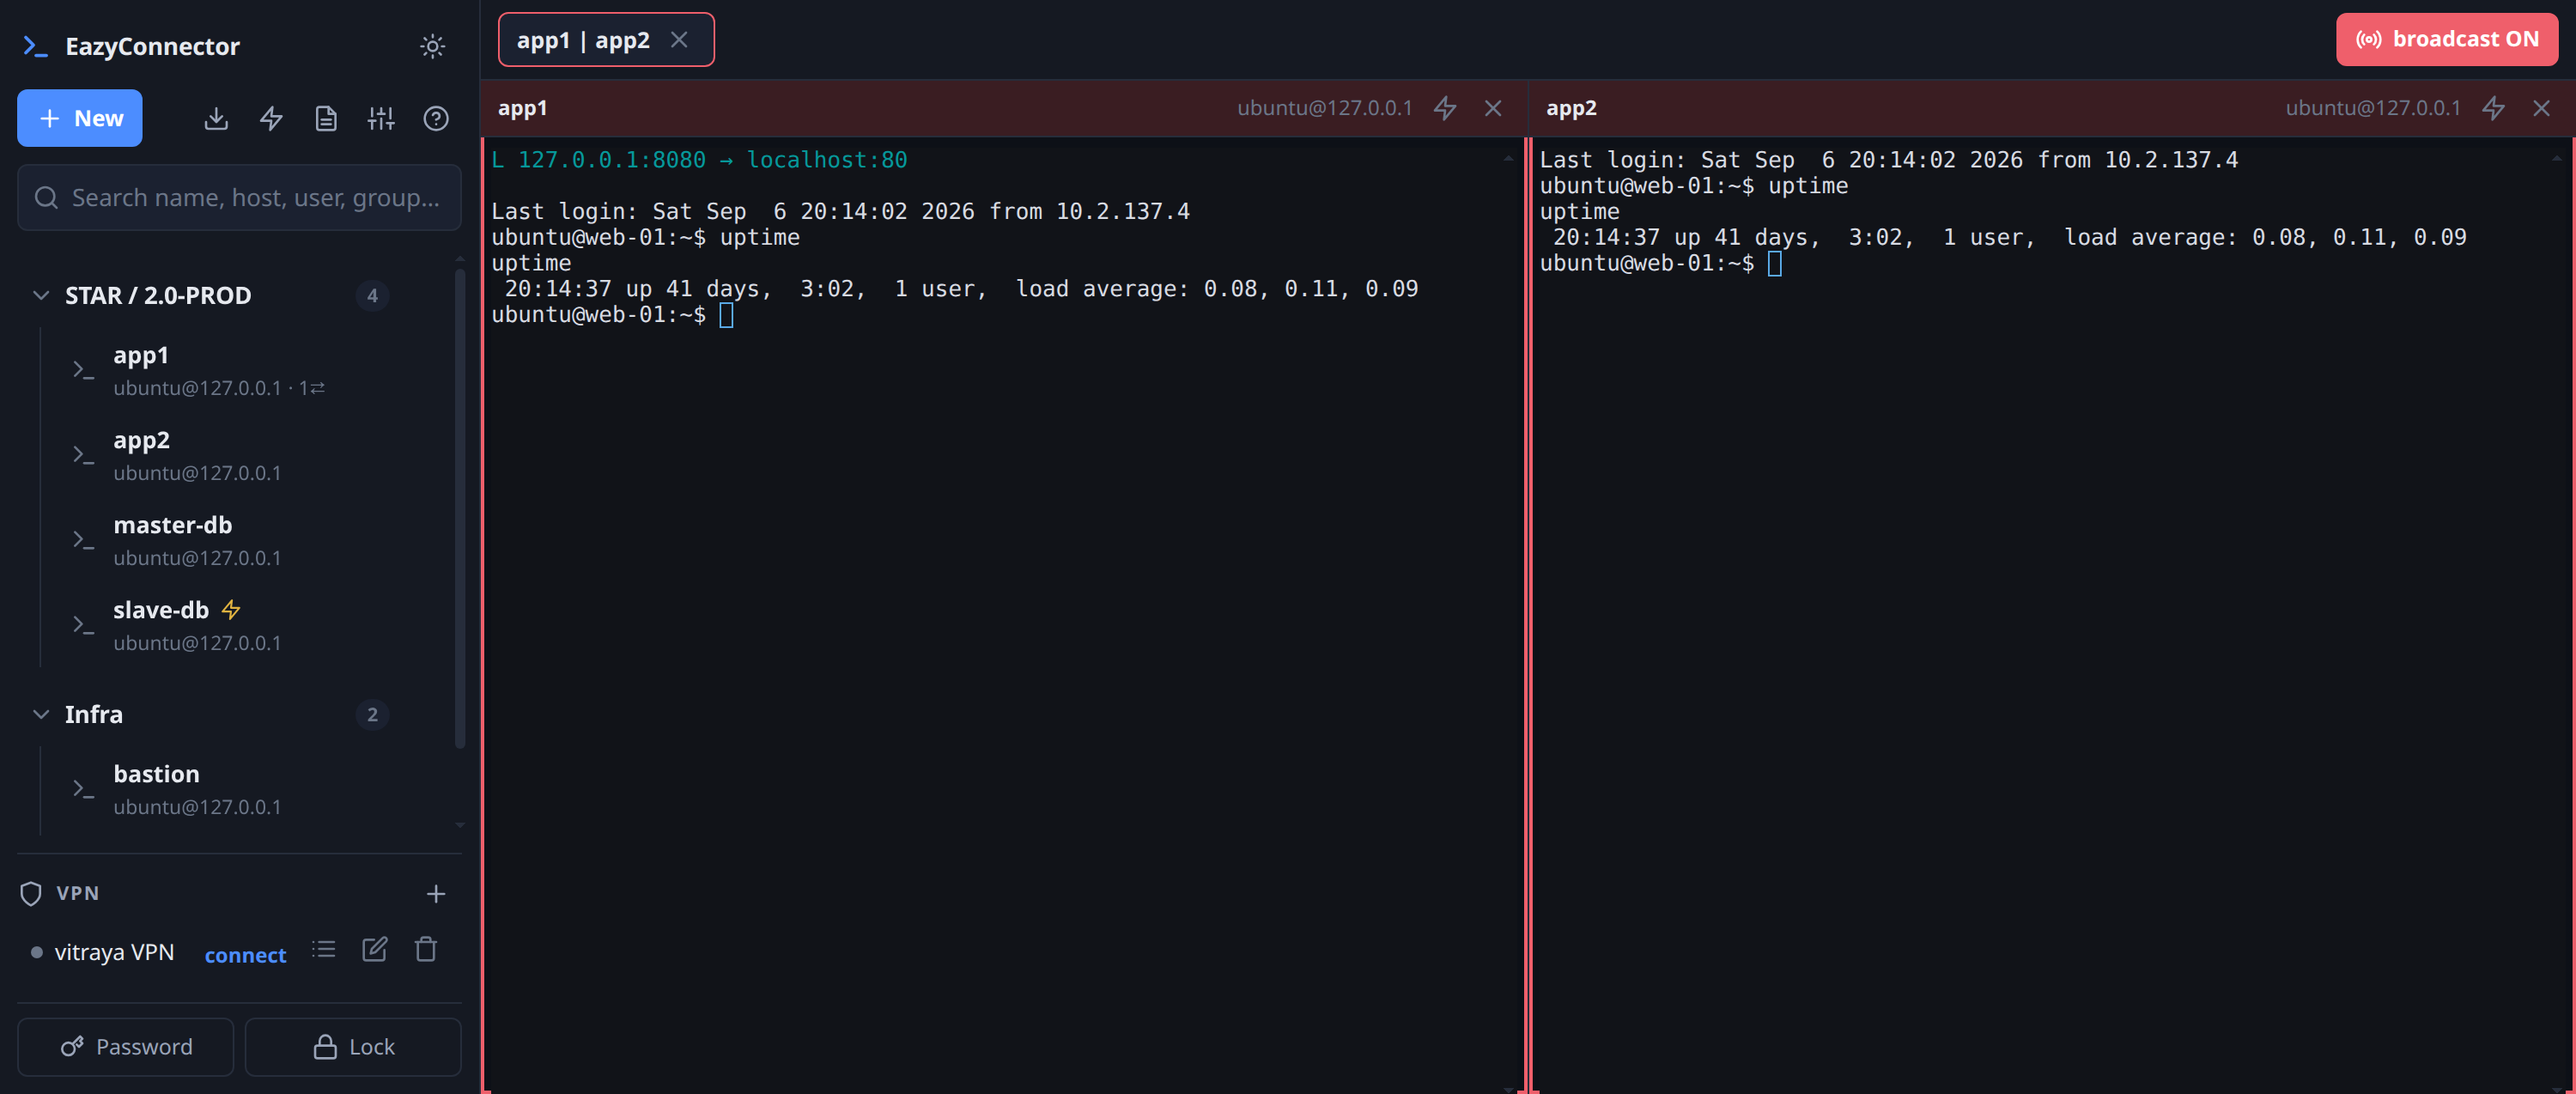 EazyConnector
New
Search name, host, user, group...
STAR / 2.0-PROD 4
app1
ubuntu@127.0.0.1 · 1⇄
app2
ubuntu@127.0.0.1
master-db
ubuntu@127.0.0.1
slave-db
ubuntu@127.0.0.1
Infra 2
bastion
ubuntu@127.0.0.1
VPN
vitraya VPN connect
Password Lock
app1 | app2
broadcast ON
app1 ubuntu@127.0.0.1
L 127.0.0.1:8080 → localhost:80
Last login: Sat Sep  6 20:14:02 2026 from 10.2.137.4
ubuntu@web-01:~$ uptime
uptime
 20:14:37 up 41 days,  3:02,  1 user,  load average: 0.08, 0.11, 0.09
ubuntu@web-01:~$
app2 ubuntu@127.0.0.1
Last login: Sat Sep  6 20:14:02 2026 from 10.2.137.4
ubuntu@web-01:~$ uptime
uptime
 20:14:37 up 41 days,  3:02,  1 user,  load average: 0.08, 0.11, 0.09
ubuntu@web-01:~$